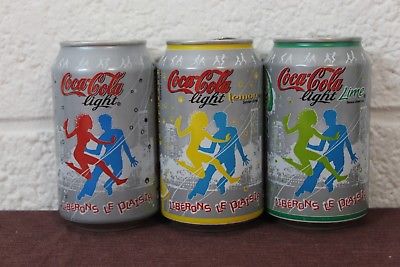 Coca-Cola
light
LIBERONS LE
Coca-Cola
light lemon
LIBERONS LE PLAISIR
Coca-Cola
light Lime
LIBERONS LE PLAISIR